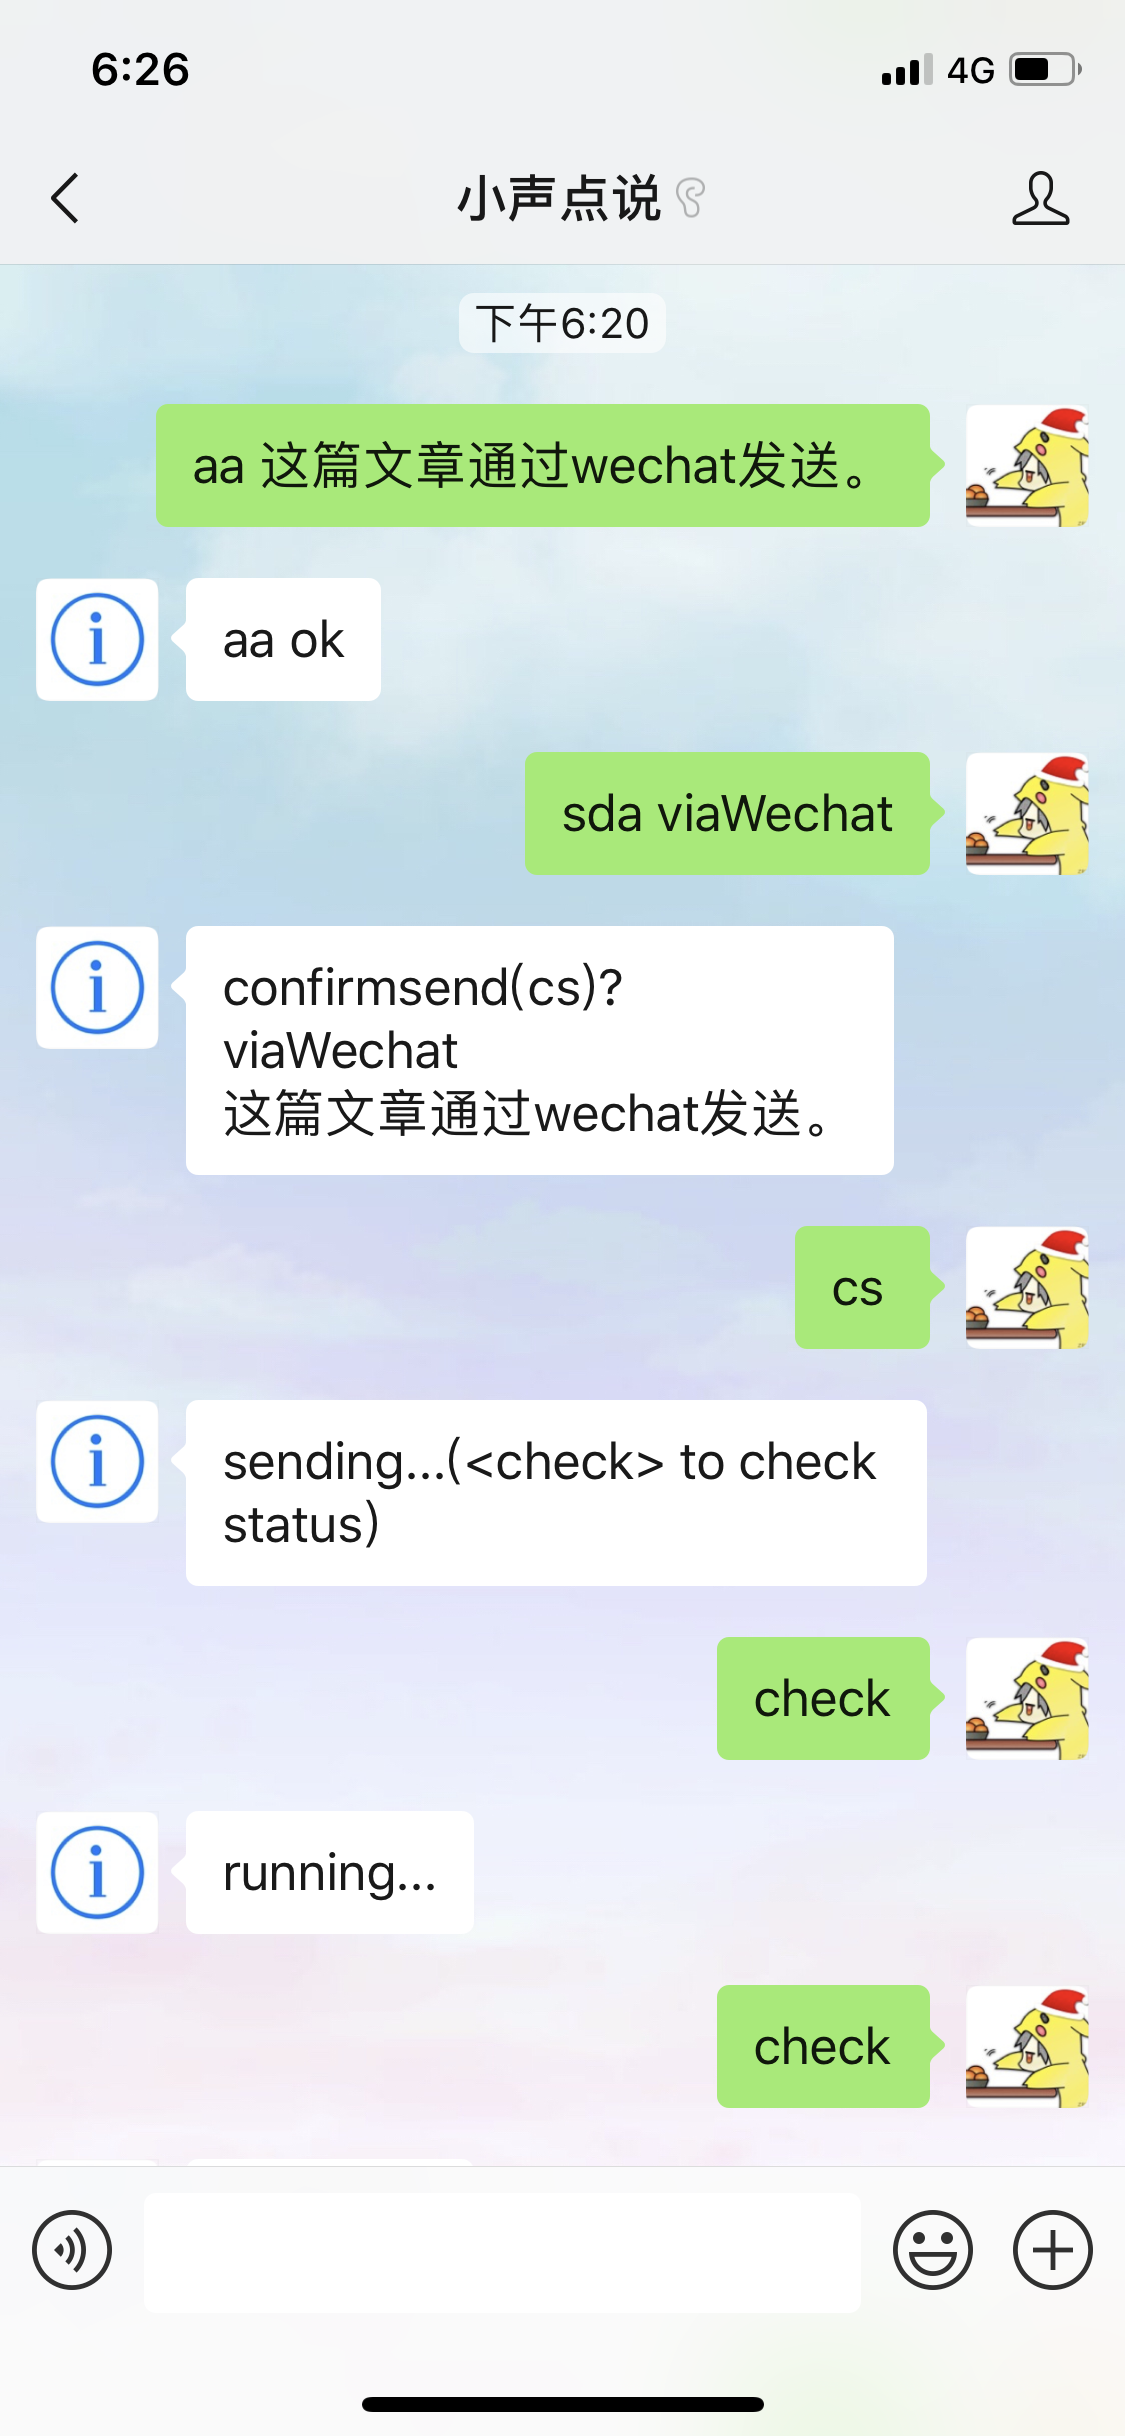 6:26
4G
小声点说
下午6:20
aa 这篇文章通过wechat发送。
aa ok
sda viaWechat
confirmsend(cs)?
viaWechat
这篇文章通过wechat发送。
cs
sending...(<check> to check
status)
check
running...
check